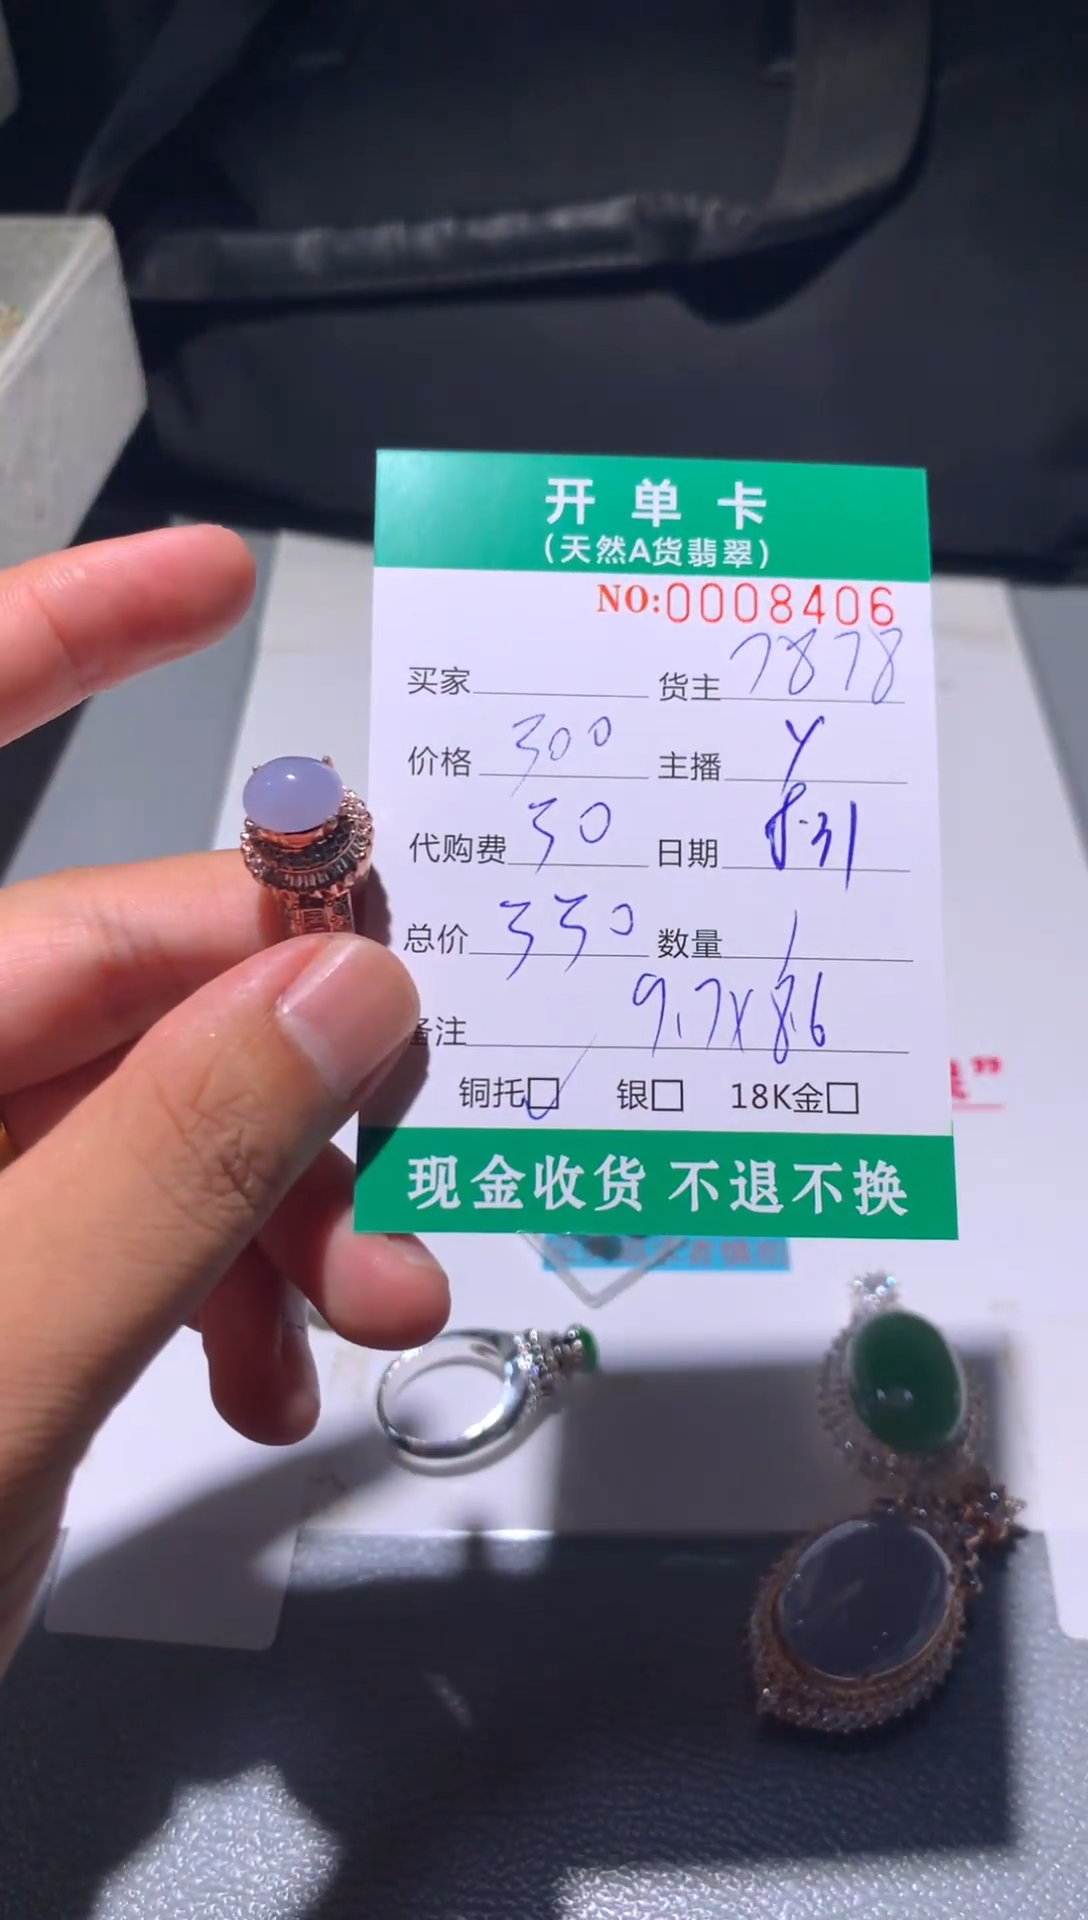 开单卡
(天然A货翡翠)
NO:0008406
买家 货主 7878
价格 300 主播 Y
代购费 30 日期 8.31
总价 330 数量 1
备注 9.7X8.6
铜托☑ 银□ 18K金□
现金收货 不退不换